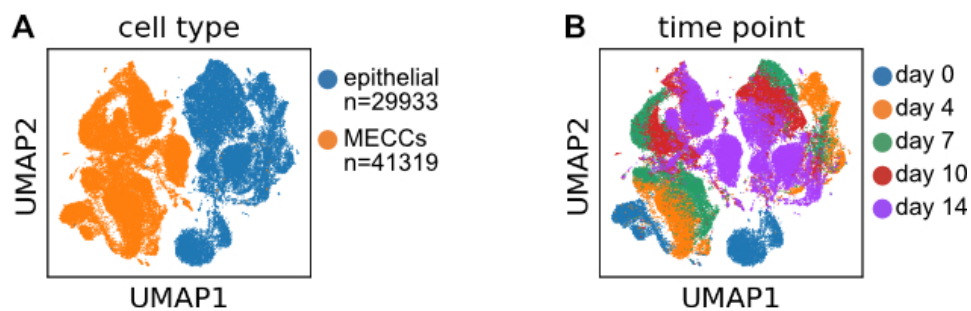 A
cell type
UMAP2
UMAP1
epithelial
n=29933
MECCs
n=41319
B
time point
UMAP2
UMAP1
day 0
day 4
day 7
day 10
day 14